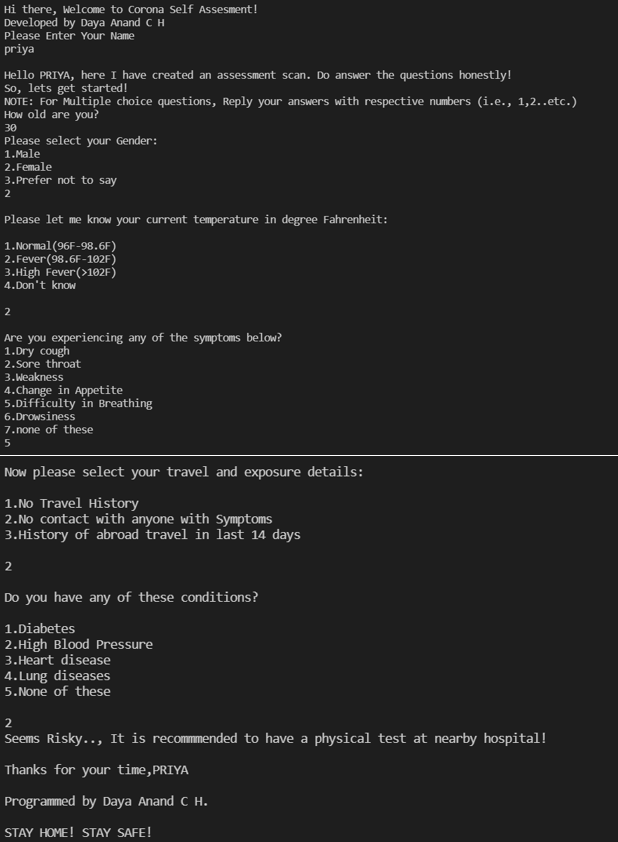 Hi there, Welcome to Corona Self Assesment!
Developed by Daya Anand C H
Please Enter Your Name
priya
Hello PRIYA, here I have created an assessment scan. Do answer the questions honestly!
So, lets get started!
NOTE: For Multiple choice questions, Reply your answers with respective numbers (i.e., 1,2..etc.)
How old are you?
30
Please select your Gender:
1.Male
2.Female
3.Prefer not to say
2
Please let me know your current temperature in degree Fahrenheit:
1.Normal(96F-98.6F)
2.Fever(98.6F-102F)
3.High Fever(>102F)
4.Don't know
2
Are you experiencing any of the symptoms below?
1.Dry cough
2.Sore throat
3.Weakness
4.Change in Appetite
5.Difficulty in Breathing
6.Drowsiness
7.none of these
5
Now please select your travel and exposure details:
1.No Travel History
2.No contact with anyone with Symptoms
3.History of abroad travel in last 14 days
2
Do you have any of these conditions?
1.Diabetes
2.High Blood Pressure
3.Heart disease
4.Lung diseases
5.None of these
2
Seems Risky.., It is recommmended to have a physical test at nearby hospital!
Thanks for your time,PRIYA
Programmed by Daya Anand C H.
STAY HOME! STAY SAFE!